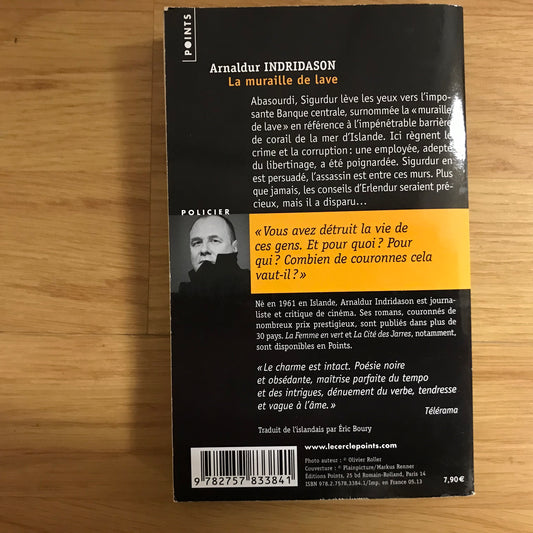 POINTS
Arnaldur INDRIDASON
La muraille de lave
Abasourdi, Sigurdur lève les yeux vers l'impo-
sante Banque centrale, surnommée la « muraille
de lave » en référence à l'impénétrable barrière
de corail de la mer d'Islande. Ici règnent le
crime et la corruption : une employée, adepte
du libertinage, a été poignardée. Sigurdur en
est persuadé, l'assassin est entre ces murs. Plus
que jamais, les conseils d'Erlendur seraient pré-
cieux, mais il a disparu...
POLICIER
« Vous avez détruit la vie de
ces gens. Et pour quoi ? Pour
qui ? Combien de couronnes cela
vaut-il ? »
Né en 1961 en Islande, Arnaldur Indridason est journa-
liste et critique de cinéma. Ses romans, couronnés de
nombreux prix prestigieux, sont publiés dans plus de
30 pays. La Femme en vert et La Cité des Jarres, notamment,
sont disponibles en Points.
« Le charme est intact. Poésie noire
et obsédante, maîtrise parfaite du tempo
et des intrigues, dénuement du verbe, tendresse
et vague à l'âme. »
Télérama
Traduit de l'islandais par Éric Boury
www.lecerclepoints.com
Photo auteur : © Olivier Roller
Couverture : © Plainpicture/Markus Renner
Éditions Points, 25 bd Romain-Rolland, Paris 14
ISBN 978.2.7578.3384.1/Imp. en France 05.13
7,90 €
9 782757 833841